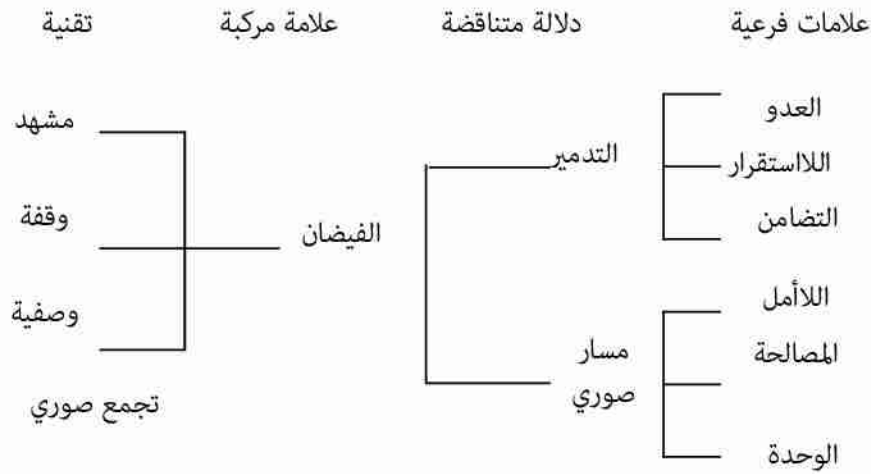 علامات فرعية
دلالة متناقضة
علامة مركبة
تقنية
العدو
اللااستقرار
التضامن
اللاأمل
المصالحة
الوحدة
التدمير
مسار
صوري
الفيضان
مشهد
وقفة
وصفية
تجمع صوري